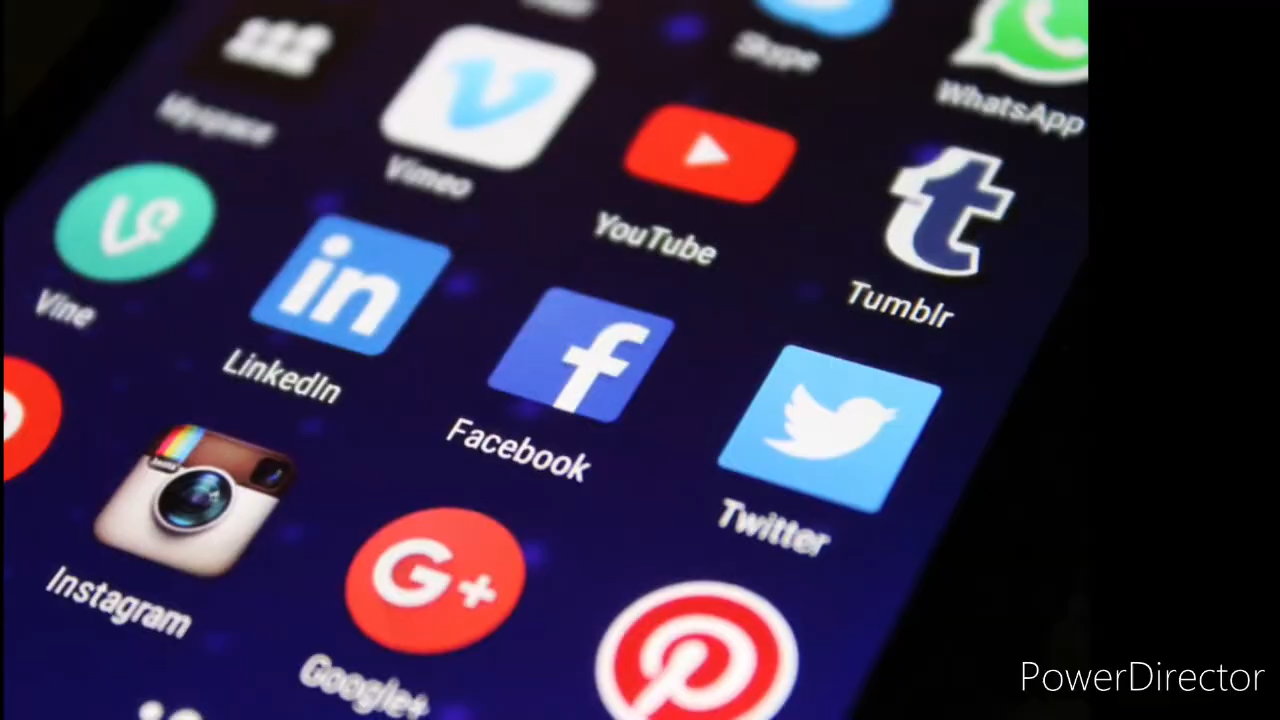 Skype
WhatsApp
Myspace
Vimeo
YouTube
Tumblr
Vine
LinkedIn
Facebook
Twitter
Instagram
Google+
PowerDirector